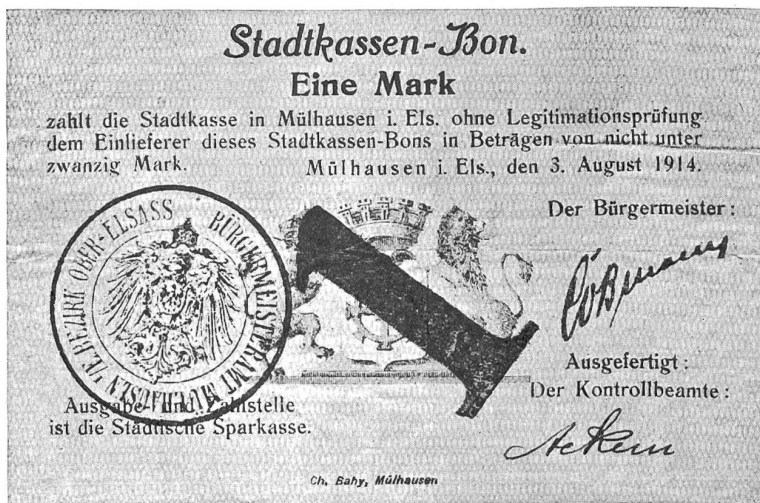 Stadtkassen-Bon.
Eine Mark
zahlt die Stadtkasse in Mülhausen i. Els. ohne Legitimationsprüfung
dem Einlieferer dieses Stadtkassen-Bons in Beträgen von nicht unter
zwanzig Mark. Mülhausen i. Els., den 3. August 1914.
Der Bürgermeister:
BÜRGERMEISTERAMT MÜLHAUSEN i. E. BEZIRK OBER-ELSASS
1
Ausgefertigt:
Der Kontrollbeamte:
Ausgabe- und Zahlstelle
ist die Städtische Sparkasse.
Ch. Bahy, Mülhausen